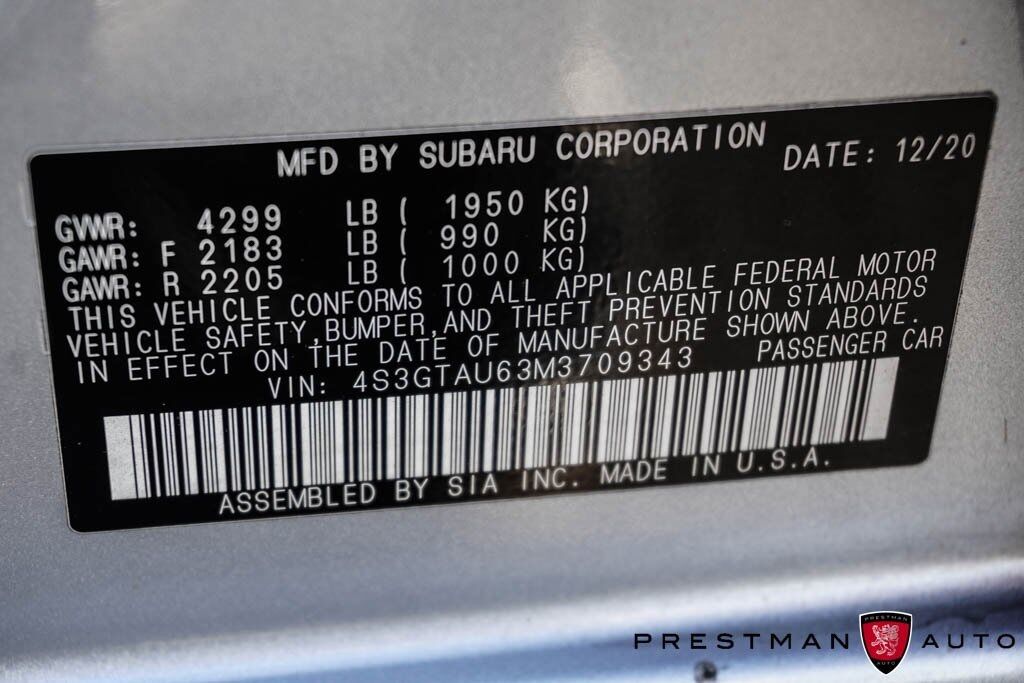 MFD BY SUBARU CORPORATION DATE: 12/20
GVWR: 4299 LB ( 1950 KG)
GAWR: F 2183 LB ( 990 KG)
GAWR: R 2205 LB ( 1000 KG)
THIS VEHICLE CONFORMS TO ALL APPLICABLE FEDERAL MOTOR
VEHICLE SAFETY,BUMPER,AND THEFT PREVENTION STANDARDS
IN EFFECT ON THE DATE OF MANUFACTURE SHOWN ABOVE.
VIN: 4S3GTAU63M3709343 PASSENGER CAR
ASSEMBLED BY SIA INC. MADE IN U.S.A.
PRESTMAN PRESTMAN AUTO AUTO